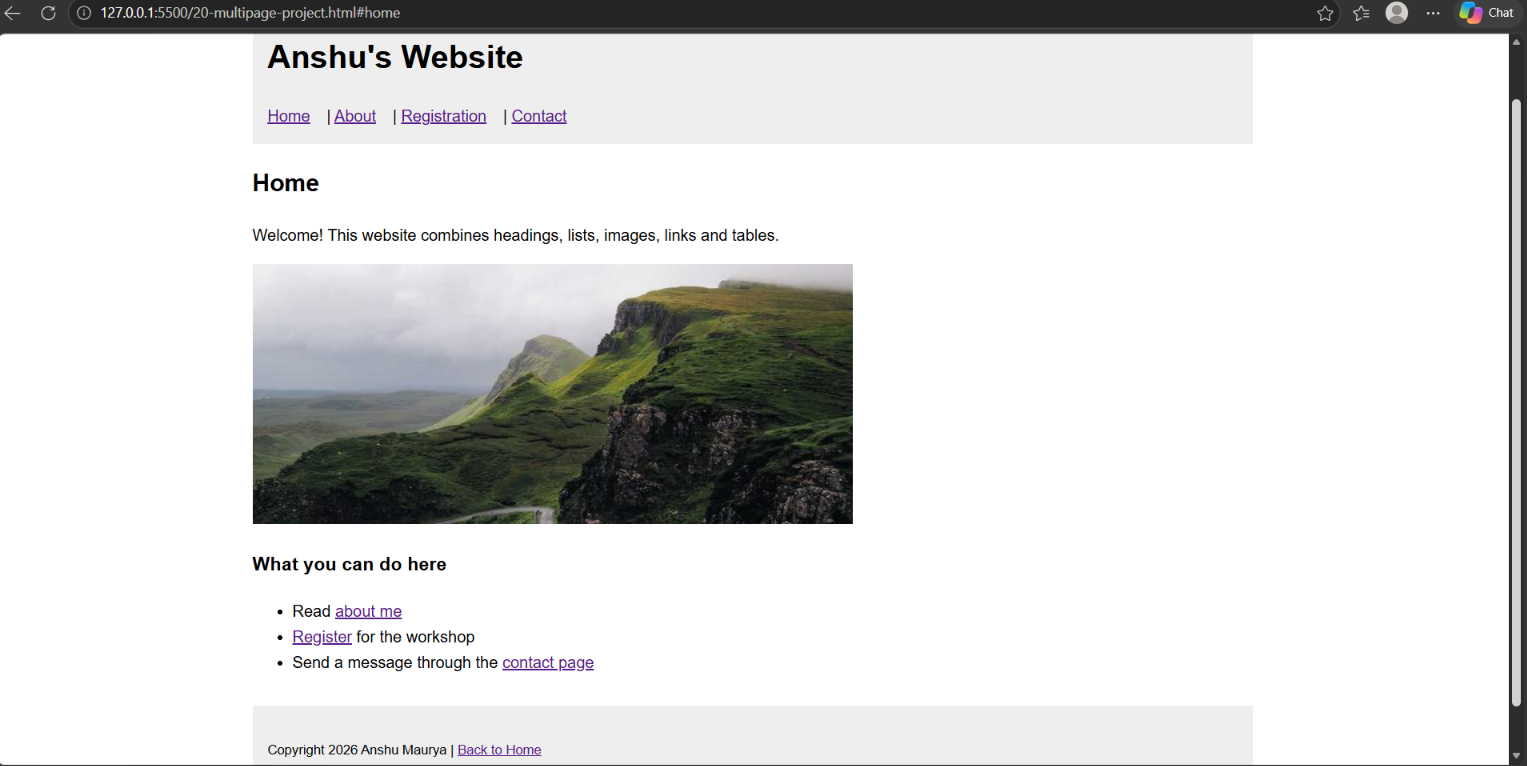 127.0.0.1:5500/20-multipage-project.html#home
Chat
Anshu's Website
Home | About | Registration | Contact
Home
Welcome! This website combines headings, lists, images, links and tables.
What you can do here
• Read about me
• Register for the workshop
• Send a message through the contact page
Copyright 2026 Anshu Maurya | Back to Home